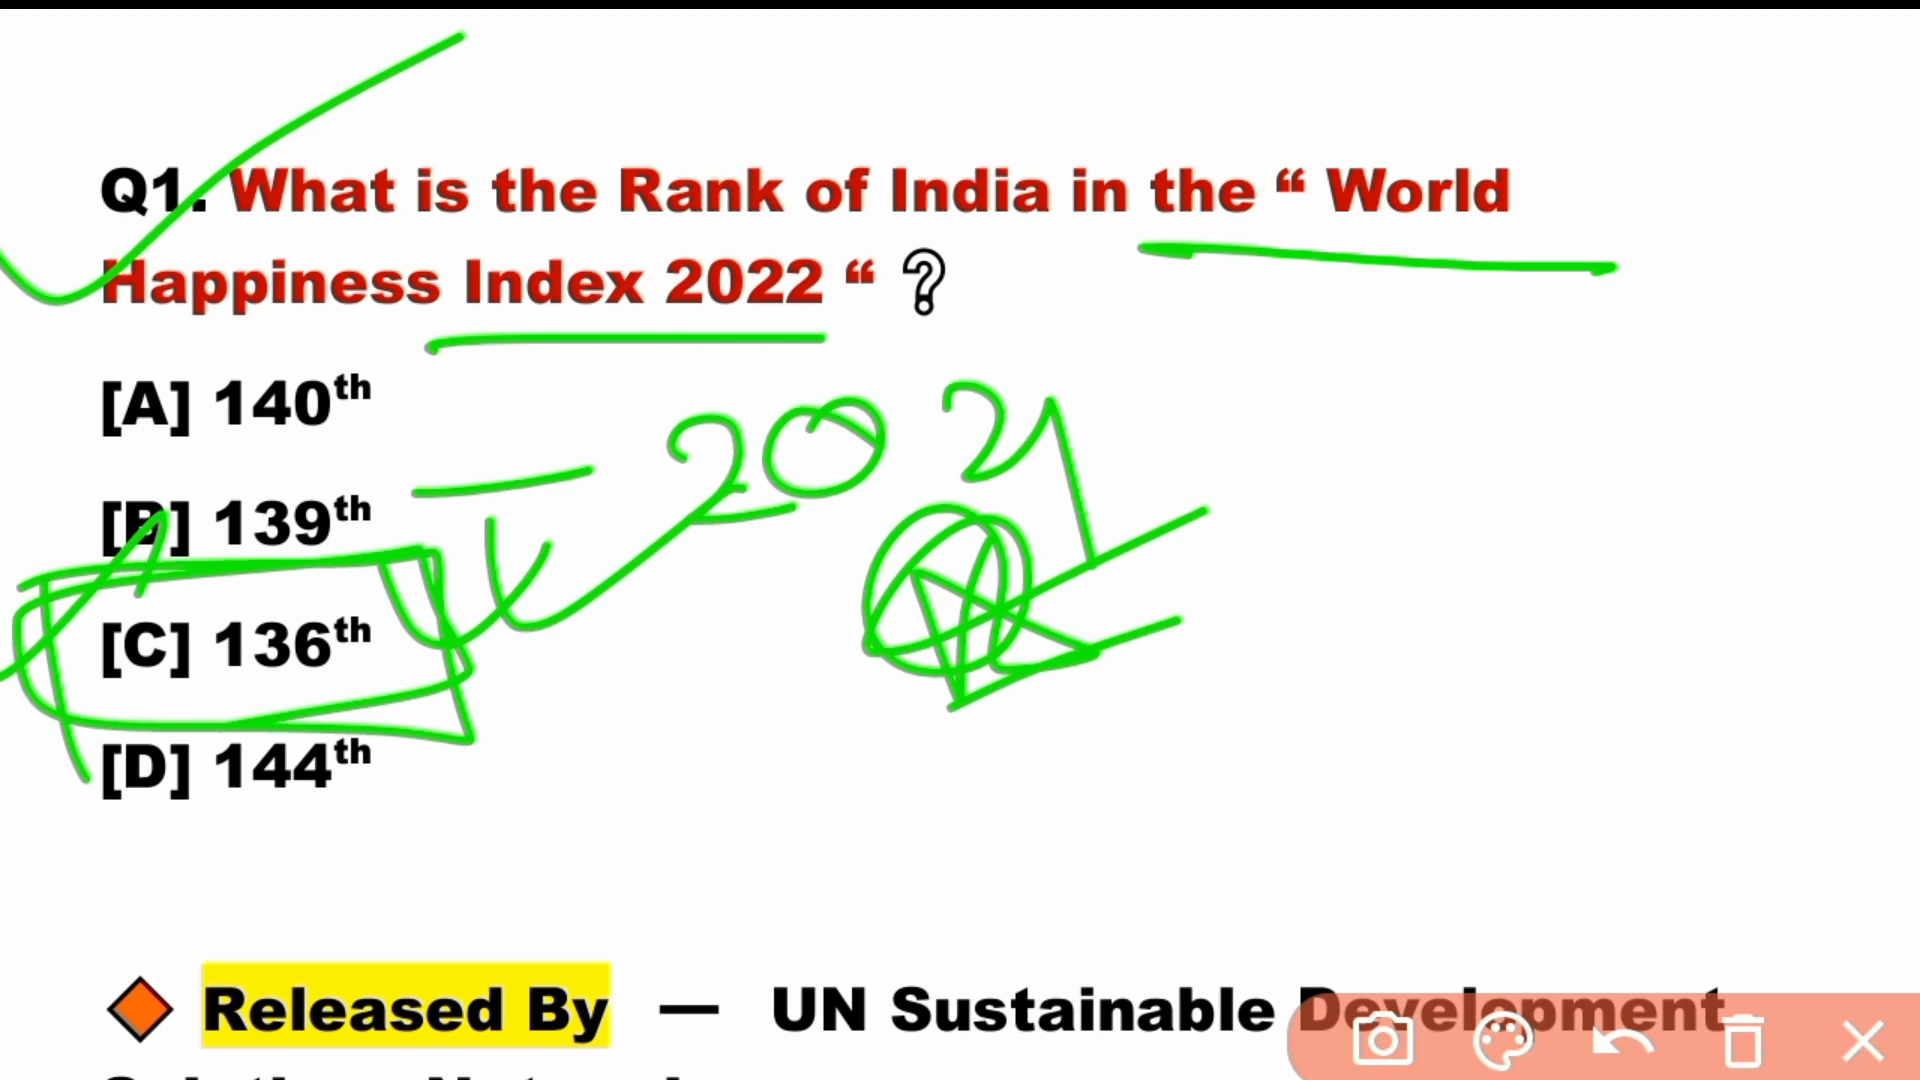 Q1. What is the Rank of India in the “ World
Happiness Index 2022 “ ?
[A] 140th
2021
[B] 139th
[C] 136th
[D] 144th
Released By — UN Sustainable Development